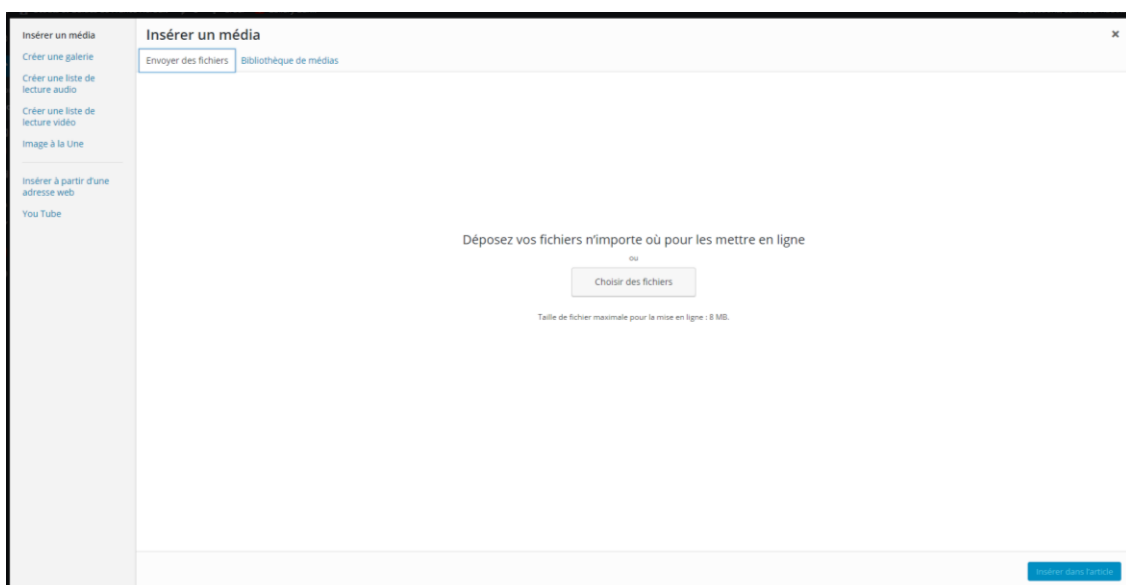 Insérer un média
Créer une galerie
Créer une liste de
lecture audio
Créer une liste de
lecture vidéo
Image à la Une
Insérer à partir d'une
adresse web
You Tube
Insérer un média
×
Envoyer des fichiers
Bibliothèque de médias
Déposez vos fichiers n'importe où pour les mettre en ligne
ou
Choisir des fichiers
Taille de fichier maximale pour la mise en ligne : 8 MB.
Insérer dans l'article